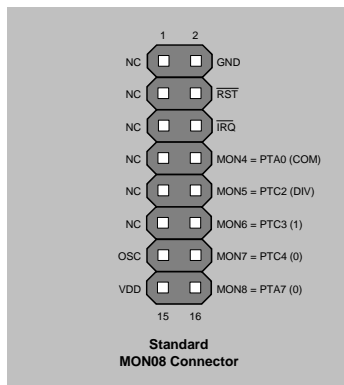 1 2
NC GND
NC RST
NC IRQ
NC MON4 = PTA0 (COM)
NC MON5 = PTC2 (DIV)
NC MON6 = PTC3 (1)
OSC MON7 = PTC4 (0)
VDD MON8 = PTA7 (0)
15 16
Standard
MON08 Connector